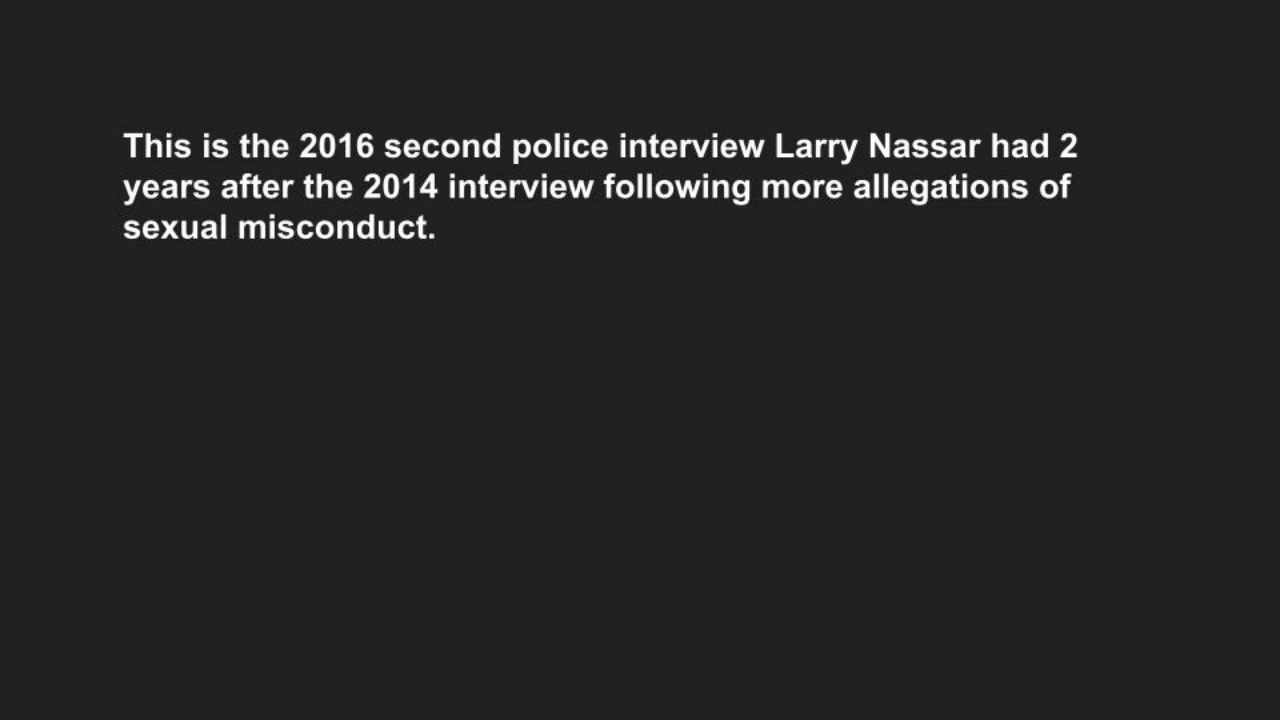 This is the 2016 second police interview Larry Nassar had 2
years after the 2014 interview following more allegations of
sexual misconduct.